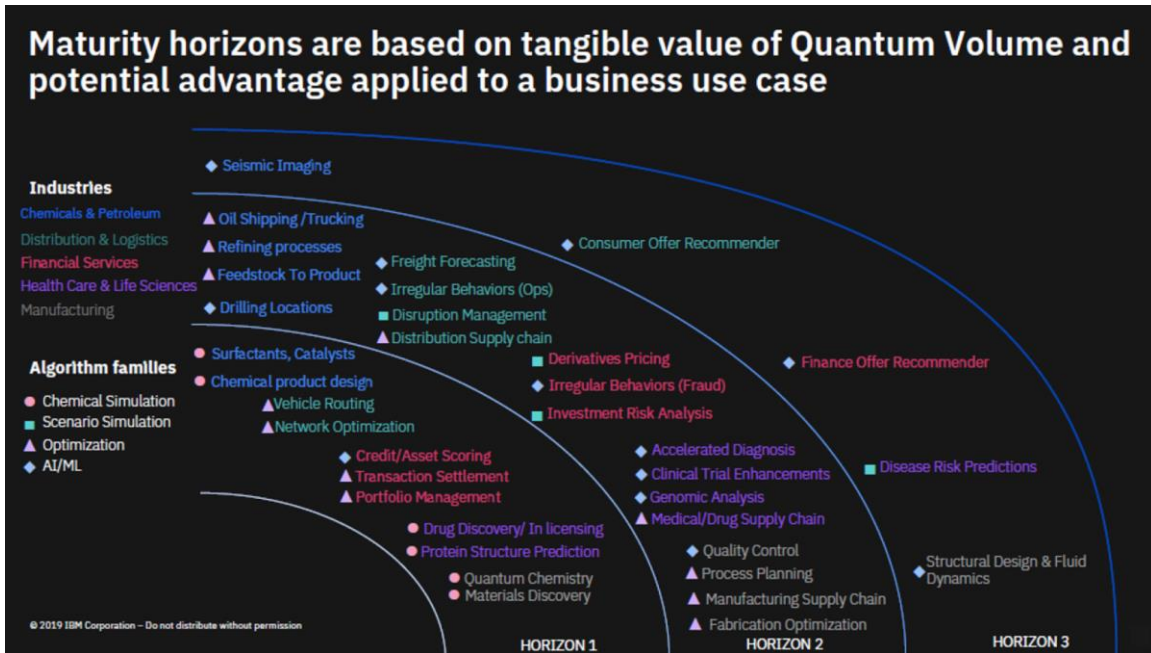 Maturity horizons are based on tangible value of Quantum Volume and
potential advantage applied to a business use case
Industries
Chemicals & Petroleum
Distribution & Logistics
Financial Services
Health Care & Life Sciences
Manufacturing
Algorithm families
Chemical Simulation
Scenario Simulation
Optimization
AI/ML
Seismic Imaging
Oil Shipping /Trucking
Refining processes
Feedstock To Product
Drilling Locations
Surfactants, Catalysts
Chemical product design
Consumer Offer Recommender
Freight Forecasting
Irregular Behaviors (Ops)
Disruption Management
Distribution Supply chain
Vehicle Routing
Network Optimization
Derivatives Pricing
Irregular Behaviors (Fraud)
Investment Risk Analysis
Finance Offer Recommender
Credit/Asset Scoring
Transaction Settlement
Portfolio Management
Accelerated Diagnosis
Clinical Trial Enhancements
Genomic Analysis
Medical/Drug Supply Chain
Disease Risk Predictions
Drug Discovery/ In licensing
Protein Structure Prediction
Quantum Chemistry
Materials Discovery
Quality Control
Process Planning
Manufacturing Supply Chain
Fabrication Optimization
Structural Design & Fluid
Dynamics
© 2019 IBM Corporation – Do not distribute without permission
HORIZON 1
HORIZON 2
HORIZON 3